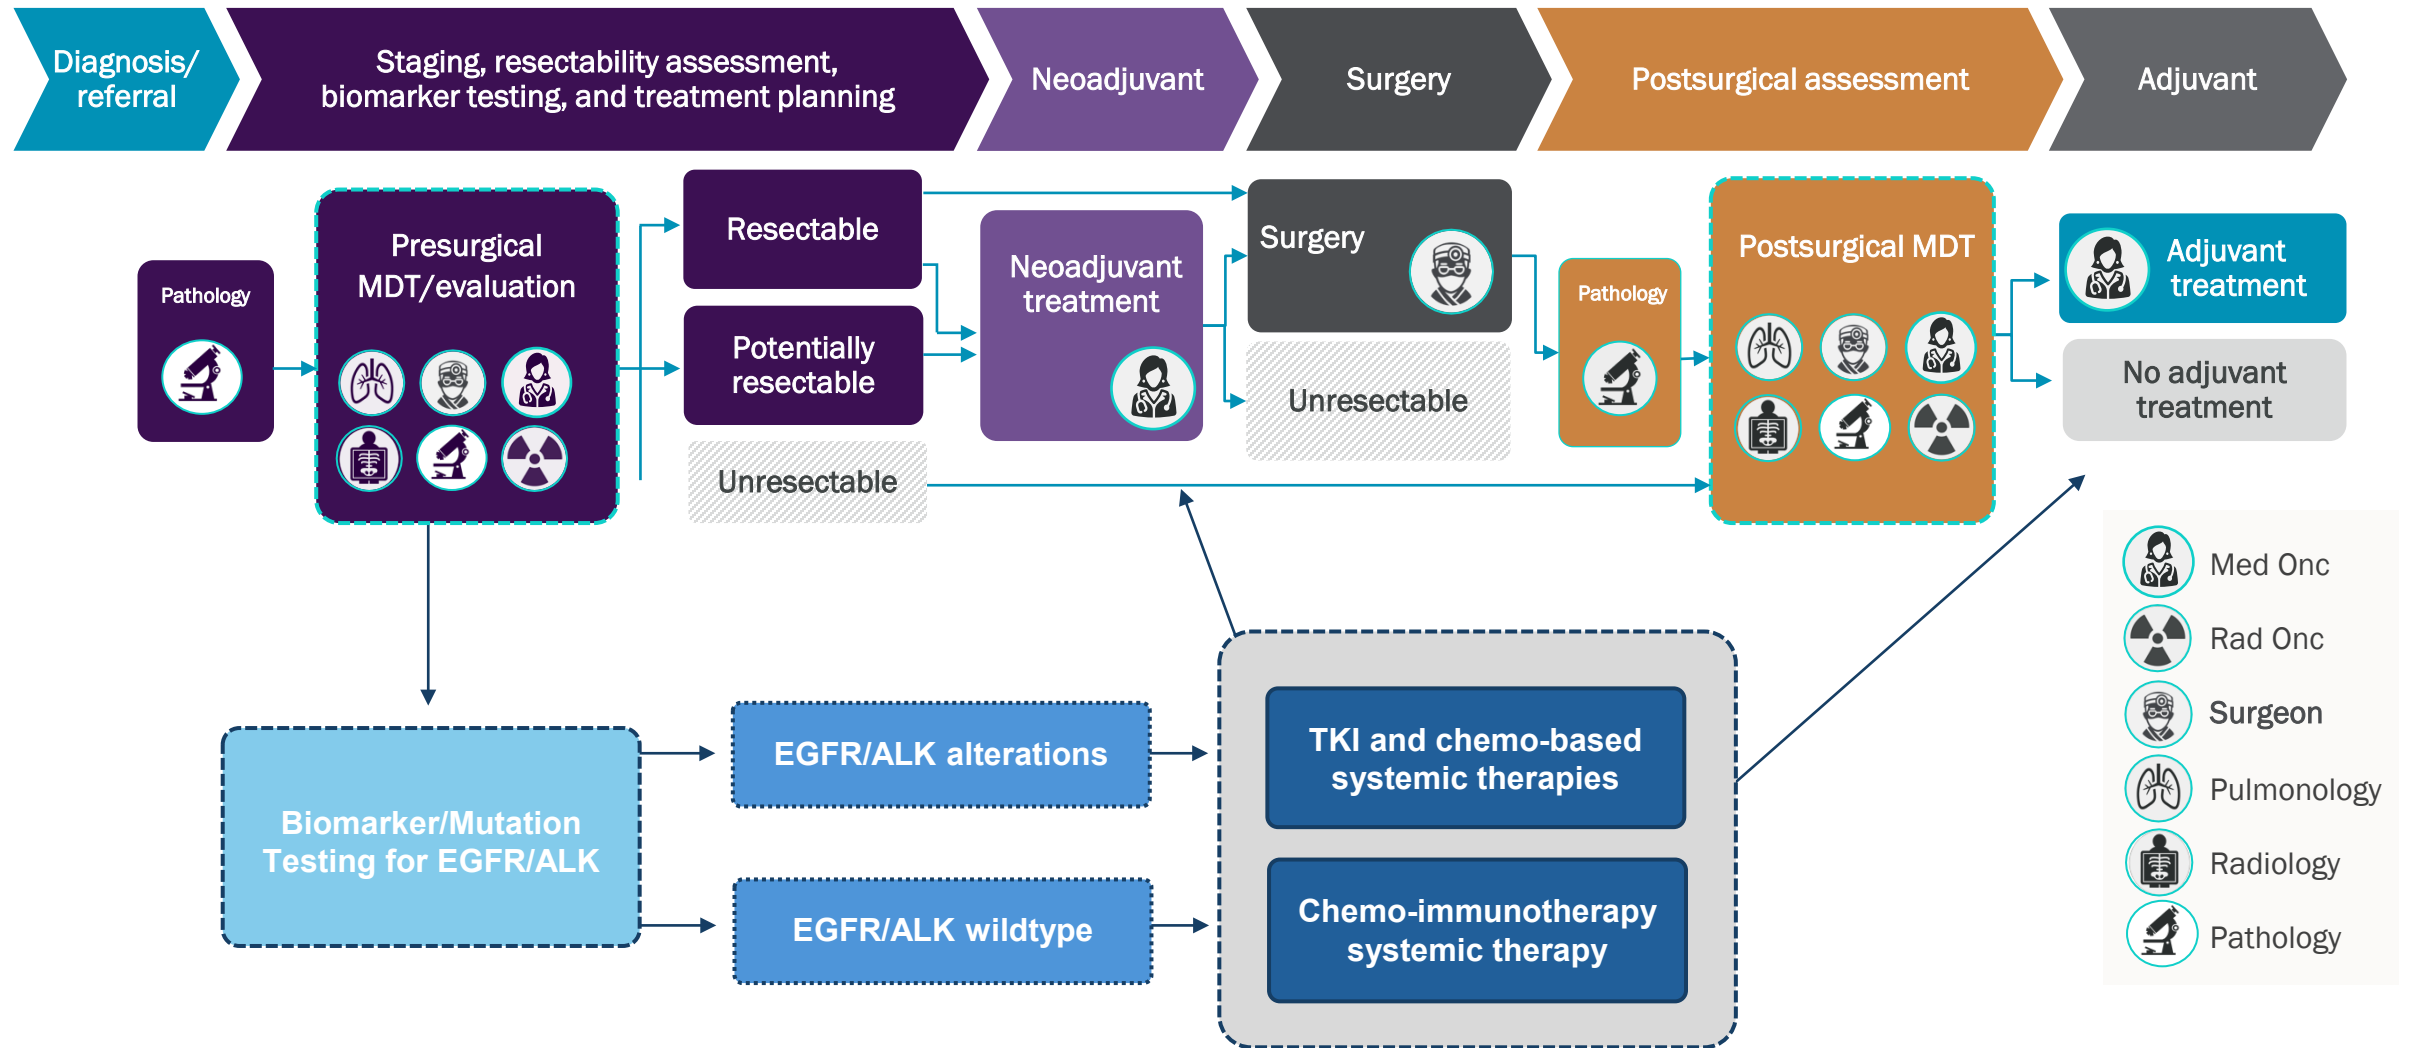 Diagnosis/
referral
Staging, resectability assessment,
biomarker testing, and treatment planning
Neoadjuvant
Surgery
Postsurgical assessment
Adjuvant
Pathology
Presurgical
MDT/evaluation
Resectable
Potentially
resectable
Unresectable
Neoadjuvant
treatment
Surgery
Unresectable
Pathology
Postsurgical MDT
Adjuvant
treatment
No adjuvant
treatment
Biomarker/Mutation
Testing for EGFR/ALK
EGFR/ALK alterations
EGFR/ALK wildtype
TKI and chemo-based
systemic therapies
Chemo-immunotherapy
systemic therapy
Med Onc
Rad Onc
Surgeon
Pulmonology
Radiology
Pathology